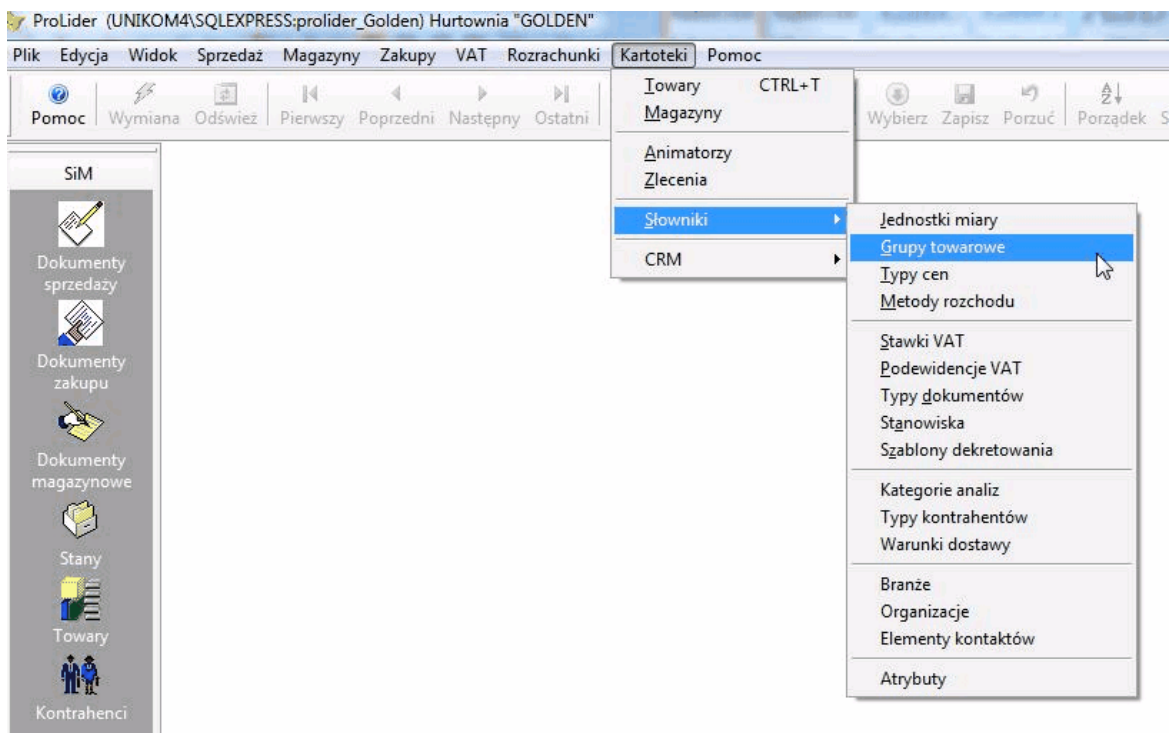 ProLider (UNIKOM4\SQLEXPRESS:prolider_Golden) Hurtownia "GOLDEN"
Plik Edycja Widok Sprzedaż Magazyny Zakupy VAT Rozrachunki Kartoteki Pomoc
Pomoc Wymiana Odśwież Pierwszy Poprzedni Następny Ostatni Wybierz Zapisz Porzuć Porządek
Towary CTRL+T
Magazyny
Animatorzy
Zlecenia
Słowniki
CRM
Jednostki miary
Grupy towarowe
Typy cen
Metody rozchodu
Stawki VAT
Podewidencje VAT
Typy dokumentów
Stanowiska
Szablony dekretowania
Kategorie analiz
Typy kontrahentów
Warunki dostawy
Branże
Organizacje
Elementy kontaktów
Atrybuty
SiM
Dokumenty
sprzedaży
Dokumenty
zakupu
Dokumenty
magazynowe
Stany
Towary
Kontrahenci